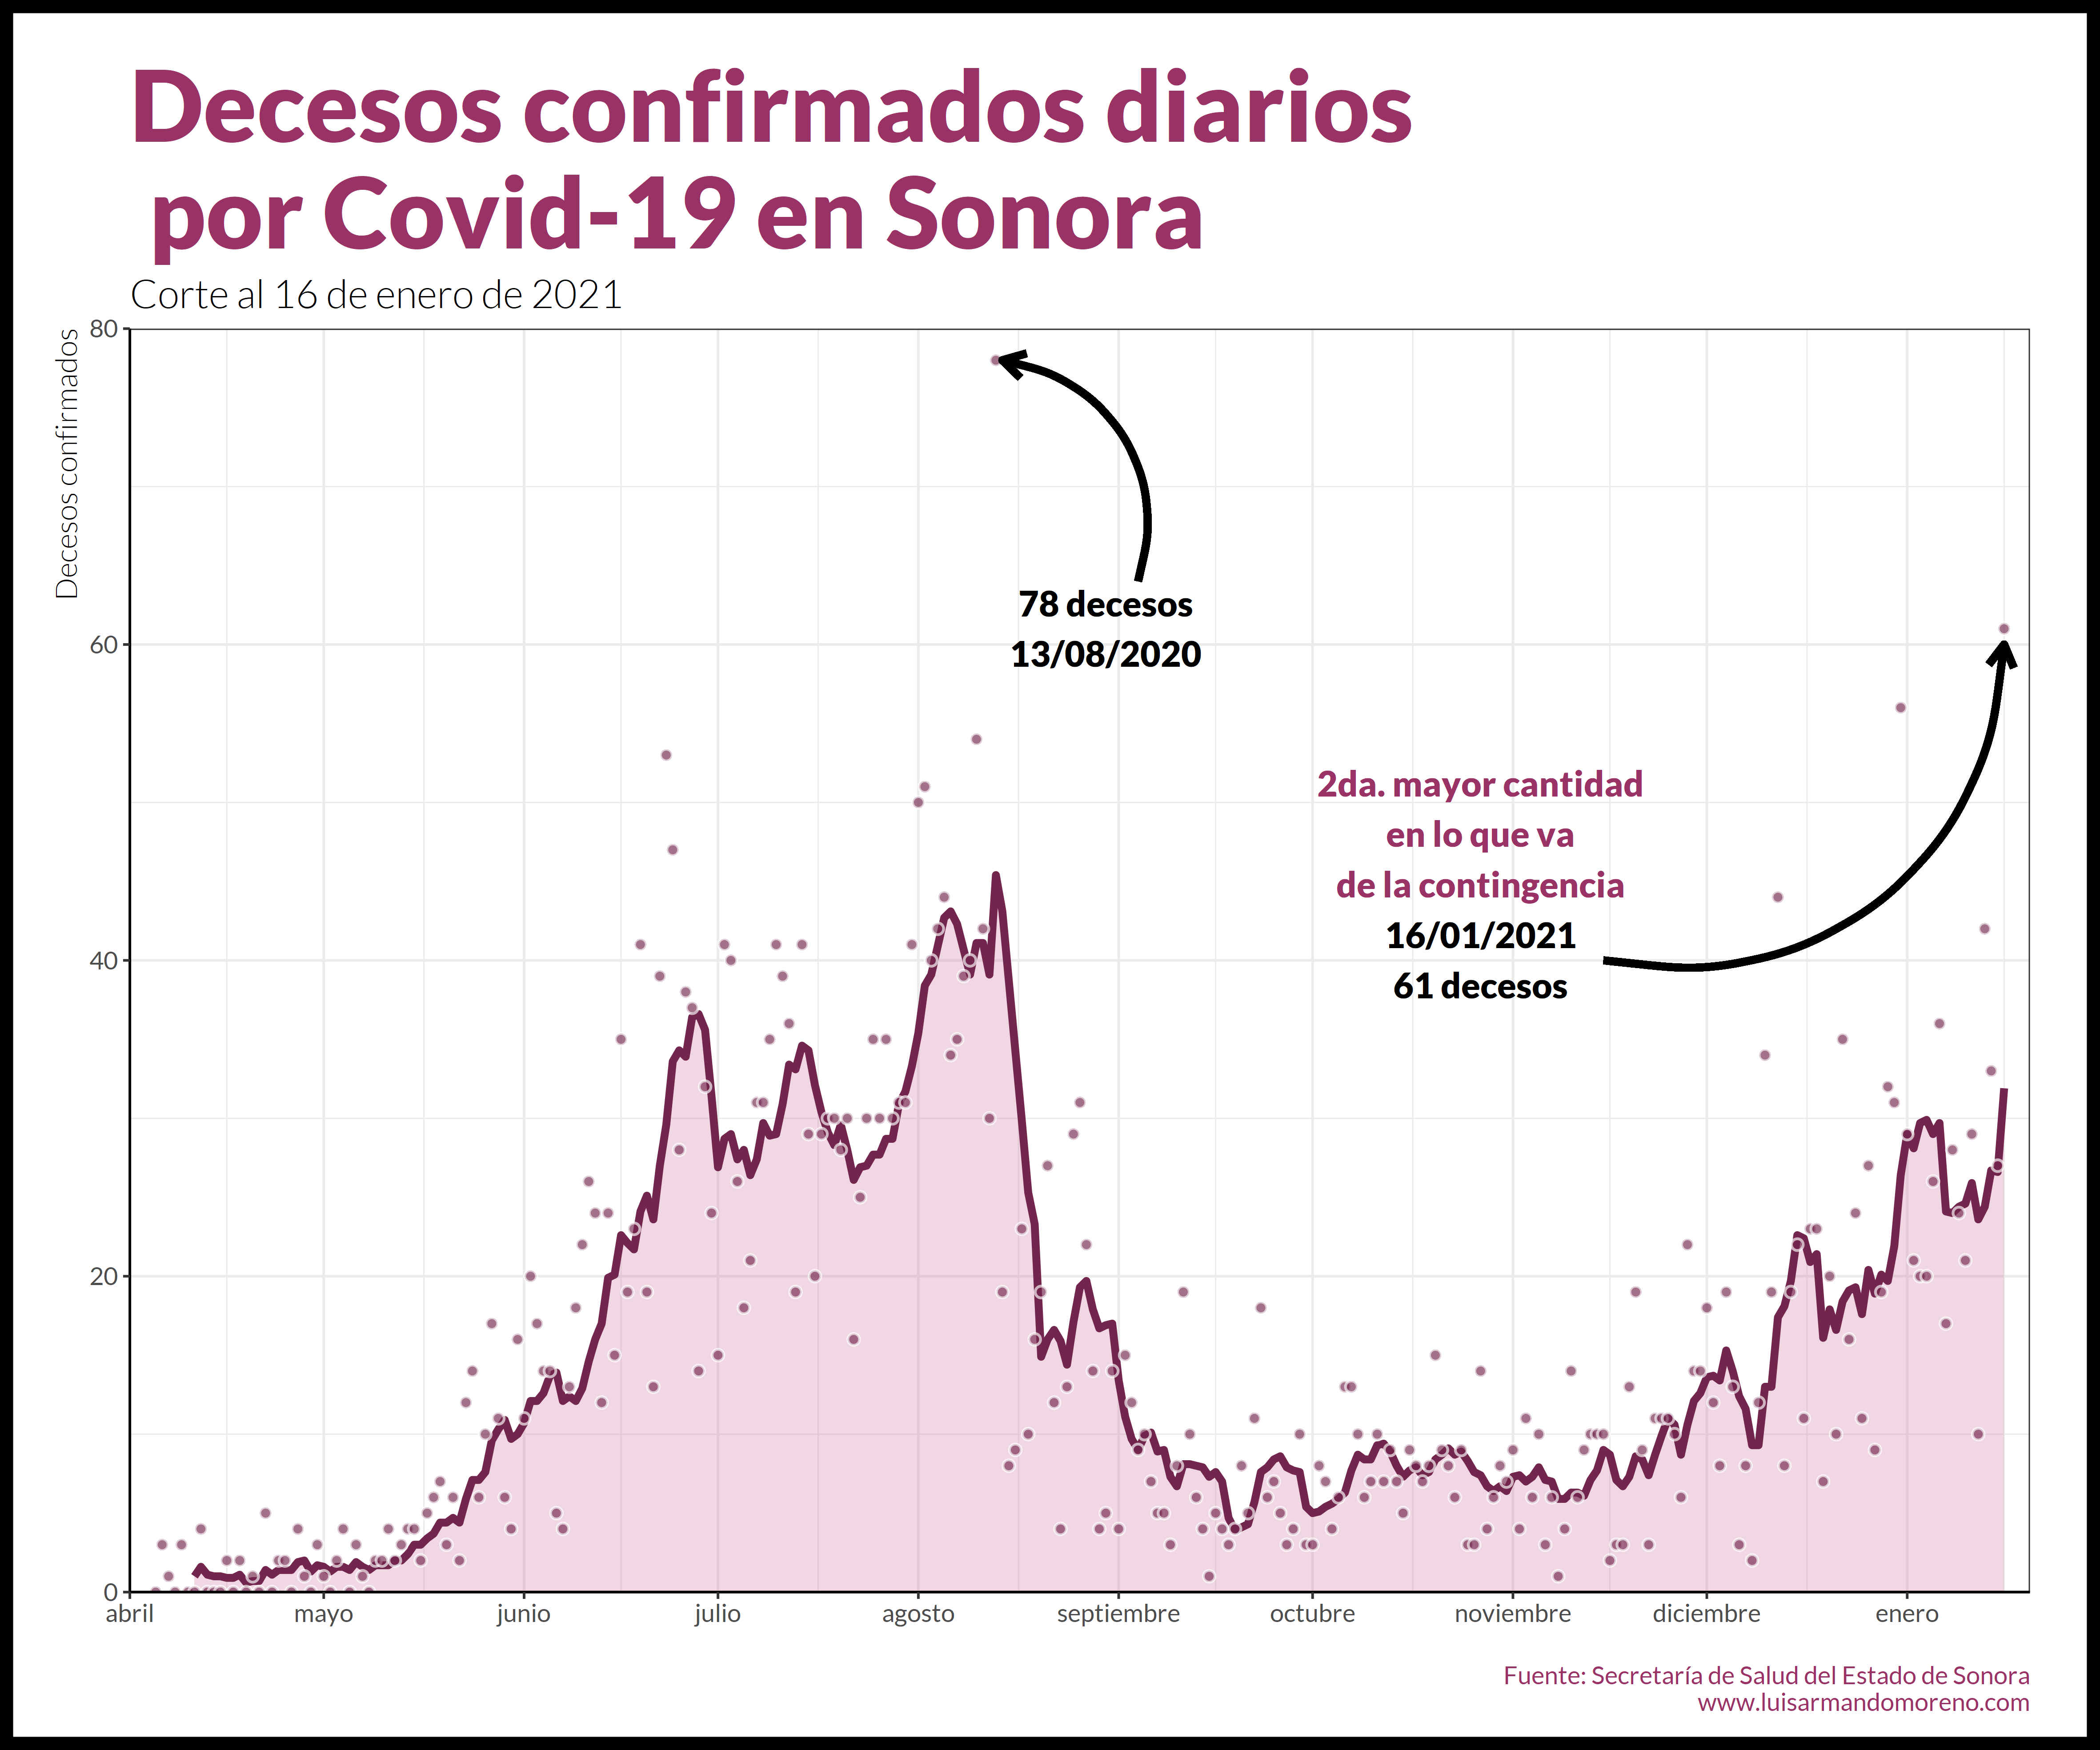 Decesos confirmados diarios
por Covid-19 en Sonora
Corte al 16 de enero de 2021
Decesos confirmados
80
60
40
20
0
78 decesos
13/08/2020
2da. mayor cantidad
en lo que va
de la contingencia
16/01/2021
61 decesos
abril mayo junio julio agosto septiembre octubre noviembre diciembre enero
Fuente: Secretaría de Salud del Estado de Sonora
www.luisarmandomoreno.com